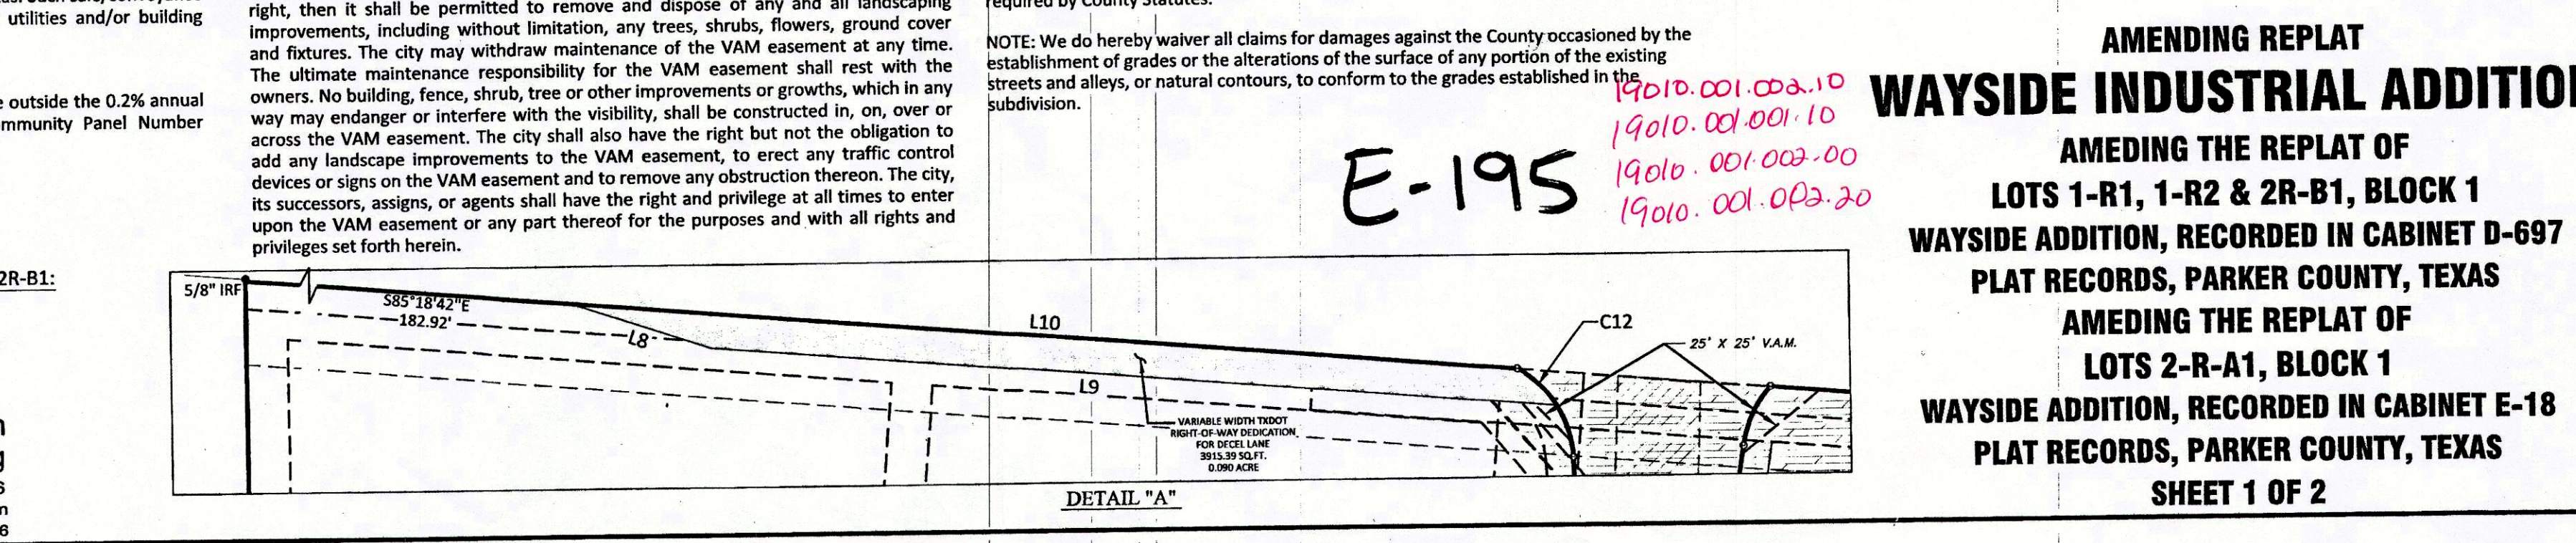 utilities and/or building
outside the 0.2% annual
Community Panel Number
2R-B1:
right, then it shall be permitted to remove and dispose of any and all landscaping
improvements, including without limitation, any trees, shrubs, flowers, ground cover
and fixtures. The city may withdraw maintenance of the VAM easement at any time.
The ultimate maintenance responsibility for the VAM easement shall rest with the
owners. No building, fence, shrub, tree or other improvements or growths, which in any
way may endanger or interfere with the visibility, shall be constructed in, on, over or
across the VAM easement. The city shall also have the right but not the obligation to
add any landscape improvements to the VAM easement, to erect any traffic control
devices or signs on the VAM easement and to remove any obstruction thereon. The city,
its successors, assigns, or agents shall have the right and privilege at all times to enter
upon the VAM easement or any part thereof for the purposes and with all rights and
privileges set forth herein.
required by County Statutes.
NOTE: We do hereby waiver all claims for damages against the County occasioned by the
establishment of grades or the alterations of the surface of any portion of the existing
streets and alleys, or natural contours, to conform to the grades established in the
subdivision.
E-195
19010.001.002.10
19010.001.001.10
19010.001.002.00
19010.001.002.20
5/8" IRF
S85°18'42"E
182.92'
L8
L10
L9
C12
25' X 25' V.A.M.
VARIABLE WIDTH TXDOT
RIGHT-OF-WAY DEDICATION
FOR DECEL LANE
3915.39 SQ.FT.
0.090 ACRE
DETAIL "A"
AMENDING REPLAT
WAYSIDE INDUSTRIAL ADDITIO
AMEDING THE REPLAT OF
LOTS 1-R1, 1-R2 & 2R-B1, BLOCK 1
WAYSIDE ADDITION, RECORDED IN CABINET D-697
PLAT RECORDS, PARKER COUNTY, TEXAS
AMEDING THE REPLAT OF
LOTS 2-R-A1, BLOCK 1
WAYSIDE ADDITION, RECORDED IN CABINET E-18
PLAT RECORDS, PARKER COUNTY, TEXAS
SHEET 1 OF 2